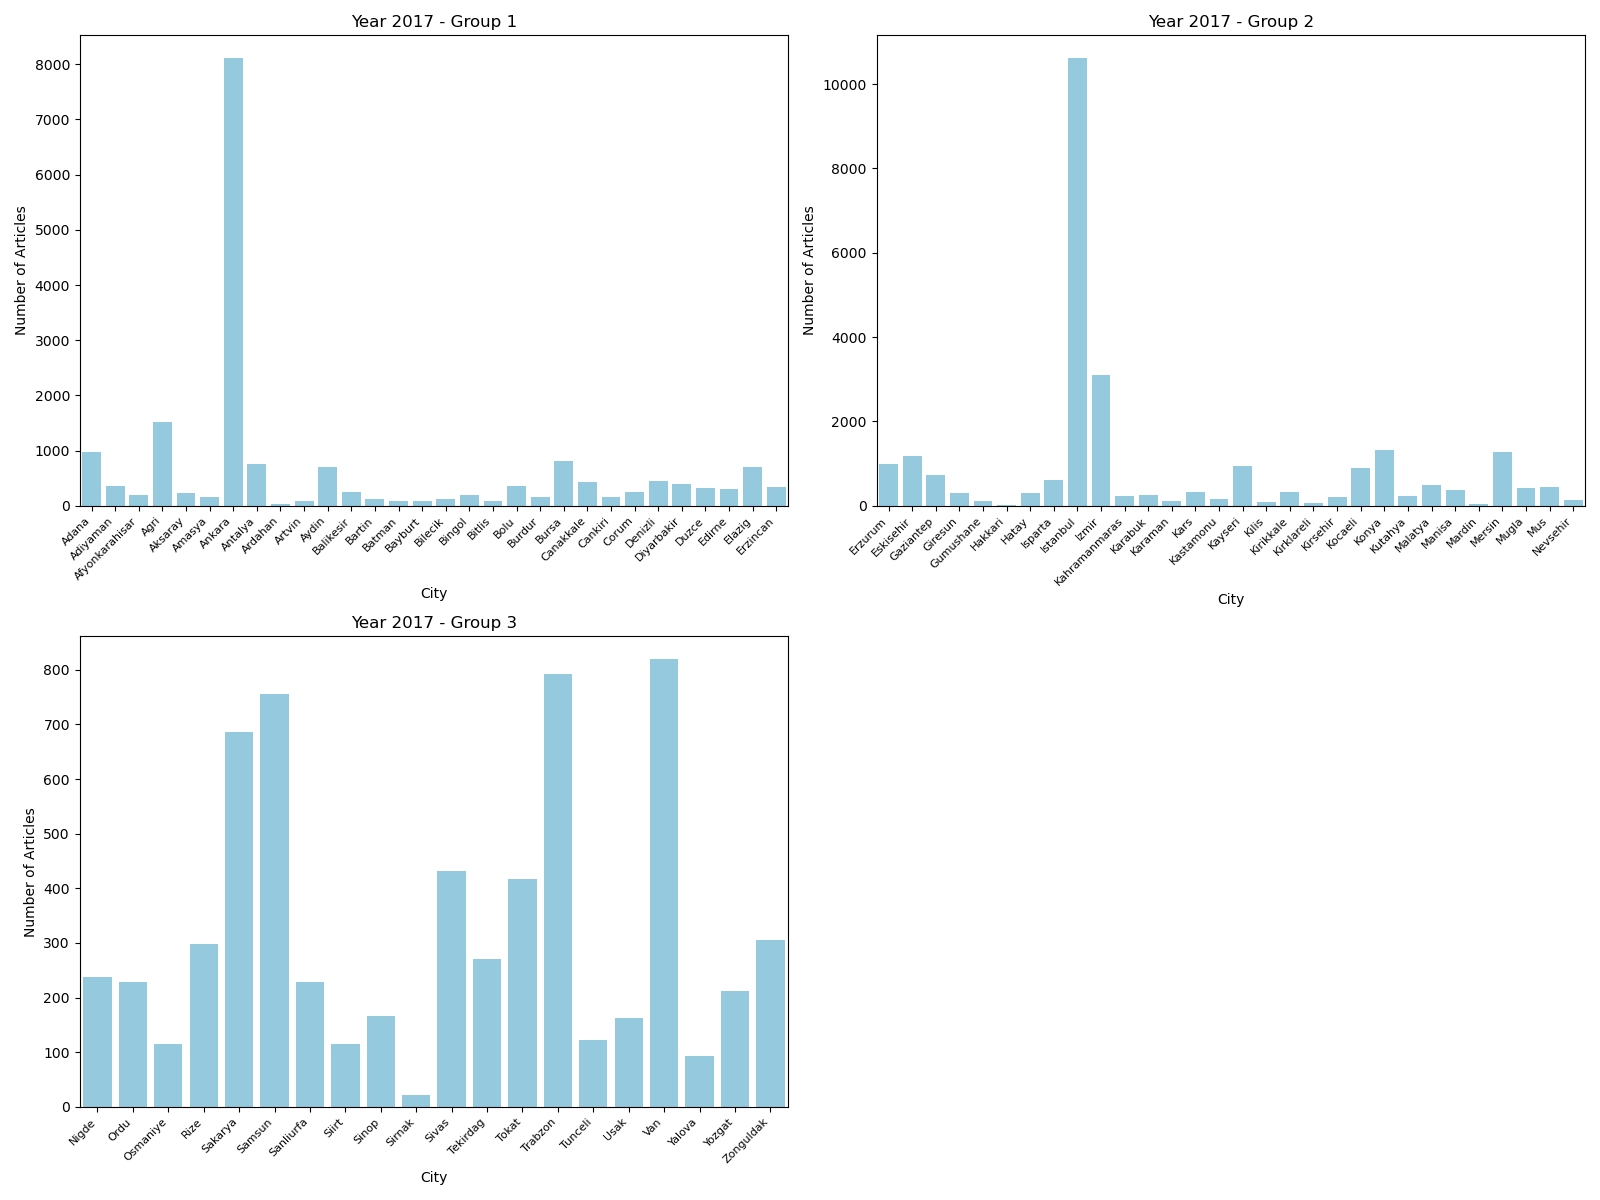 Year 2017 - Group 1
Number of Articles
8000
7000
6000
5000
4000
3000
2000
1000
0
Adana
Adiyaman
Afyonkarahisar
Agri
Aksaray
Amasya
Ankara
Antalya
Ardahan
Artvin
Aydin
Balikesir
Bartin
Batman
Bayburt
Bilecik
Bingol
Bitlis
Bolu
Burdur
Bursa
Canakkale
Cankiri
Corum
Denizli
Diyarbakir
Duzce
Edirne
Elazig
Erzincan
City
Year 2017 - Group 2
Number of Articles
10000
8000
6000
4000
2000
0
Erzurum
Eskisehir
Gaziantep
Giresun
Gumushane
Hakkari
Hatay
Isparta
Istanbul
Izmir
Kahramanmaras
Karabuk
Karaman
Kars
Kastamonu
Kayseri
Kilis
Kirikkale
Kirklareli
Kirsehir
Kocaeli
Konya
Kutahya
Malatya
Manisa
Mardin
Mersin
Mugla
Mus
Nevsehir
City
Year 2017 - Group 3
Number of Articles
800
700
600
500
400
300
200
100
0
Nigde
Ordu
Osmaniye
Rize
Sakarya
Samsun
Sanliurfa
Siirt
Sinop
Sirnak
Sivas
Tekirdag
Tokat
Trabzon
Tunceli
Usak
Van
Yalova
Yozgat
Zonguldak
City